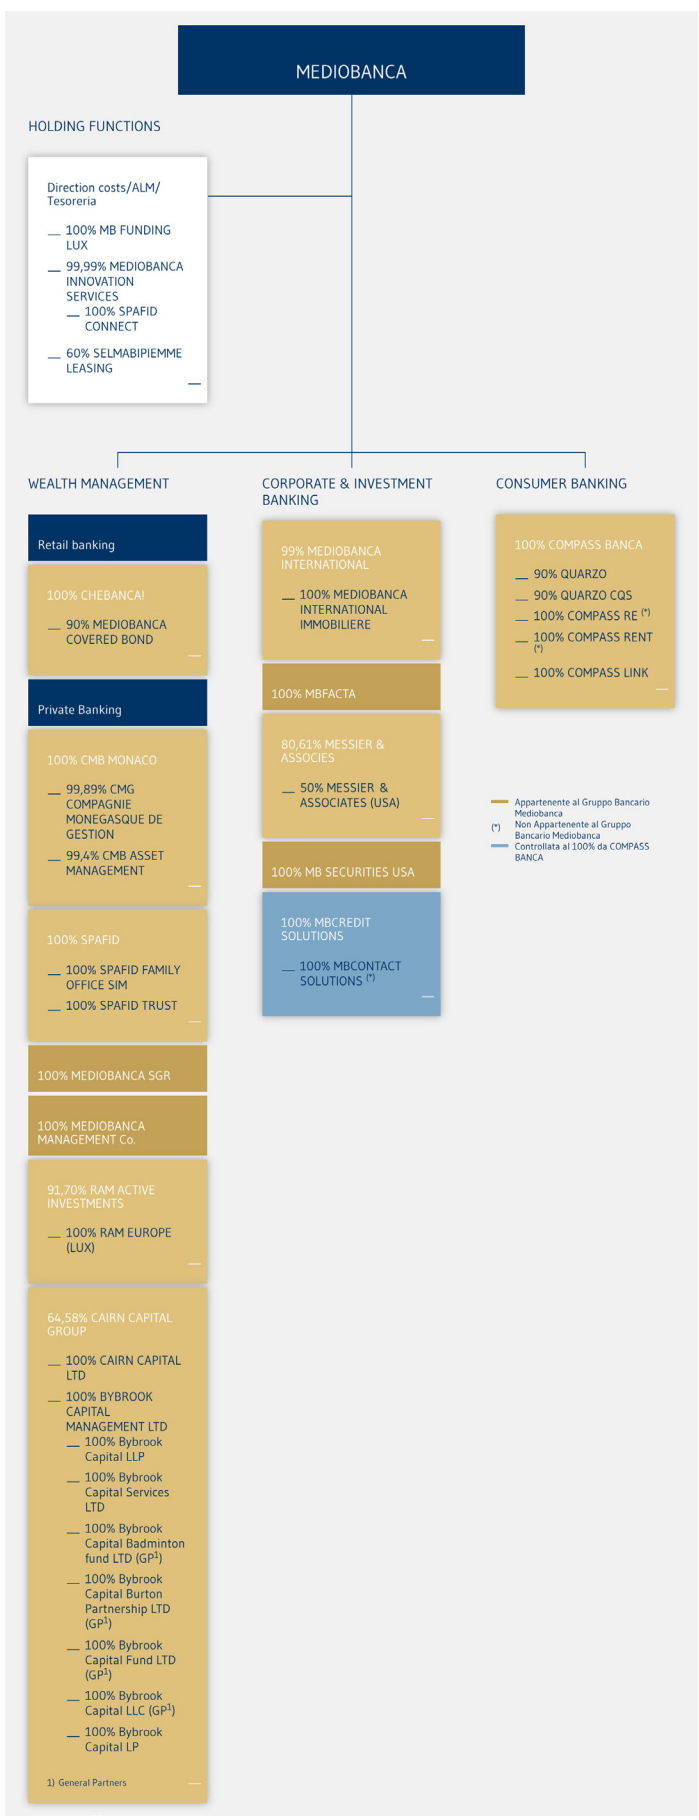 MEDIOBANCA
HOLDING FUNCTIONS
Direction costs/ALM/
Tesoreria
100% MB FUNDING
LUX
99,99% MEDIOBANCA
INNOVATION
SERVICES
100% SPAFID
CONNECT
60% SELMABIPIEMME
LEASING
WEALTH MANAGEMENT
Retail banking
100% CHEBANCA!
90% MEDIOBANCA
COVERED BOND
Private Banking
100% CMB MONACO
99,89% CMG
COMPAGNIE
MONEGASQUE DE
GESTION
99,4% CMB ASSET
MANAGEMENT
100% SPAFID
100% SPAFID FAMILY
OFFICE SIM
100% SPAFID TRUST
100% MEDIOBANCA SGR
100% MEDIOBANCA
MANAGEMENT Co.
91,70% RAM ACTIVE
INVESTMENTS
100% RAM EUROPE
(LUX)
64,58% CAIRN CAPITAL
GROUP
100% CAIRN CAPITAL
LTD
100% BYBROOK
CAPITAL
MANAGEMENT LTD
100% Bybrook
Capital LLP
100% Bybrook
Capital Services
LTD
100% Bybrook
Capital Badminton
fund LTD (GP¹)
100% Bybrook
Capital Burton
Partnership LTD
(GP¹)
100% Bybrook
Capital Fund LTD
(GP¹)
100% Bybrook
Capital LLC (GP¹)
100% Bybrook
Capital LP
1) General Partners
CORPORATE & INVESTMENT
BANKING
99% MEDIOBANCA
INTERNATIONAL
100% MEDIOBANCA
INTERNATIONAL
IMMOBILIERE
100% MBFACTA
80,61% MESSIER &
ASSOCIES
50% MESSIER &
ASSOCIATES (USA)
100% MB SECURITIES USA
100% MBCREDIT
SOLUTIONS
100% MBCONTACT
SOLUTIONS (*)
CONSUMER BANKING
100% COMPASS BANCA
90% QUARZO
90% QUARZO CQS
100% COMPASS RE (*)
100% COMPASS RENT
(*)
100% COMPASS LINK
Appartenente al Gruppo Bancario
Mediobanca
(*) Non Appartenente al Gruppo
Bancario Mediobanca
Controllata al 100% da COMPASS
BANCA